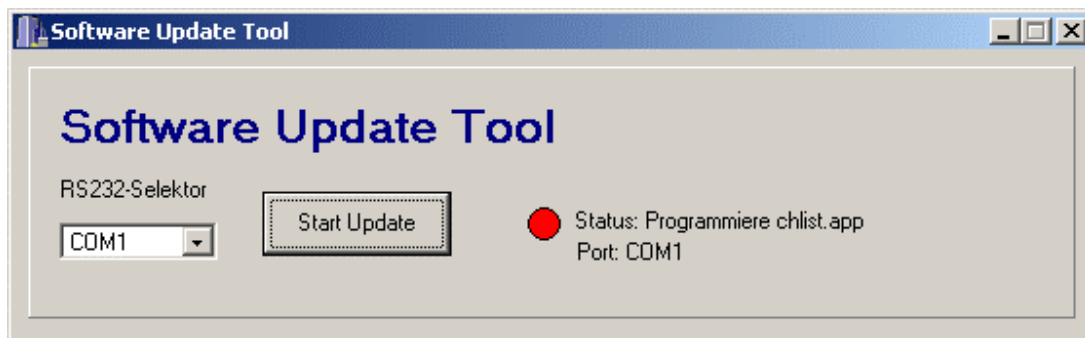 Software Update Tool
Software Update Tool
RS232-Selektor
COM1
Start Update
Status: Programmiere chlist.app
Port: COM1